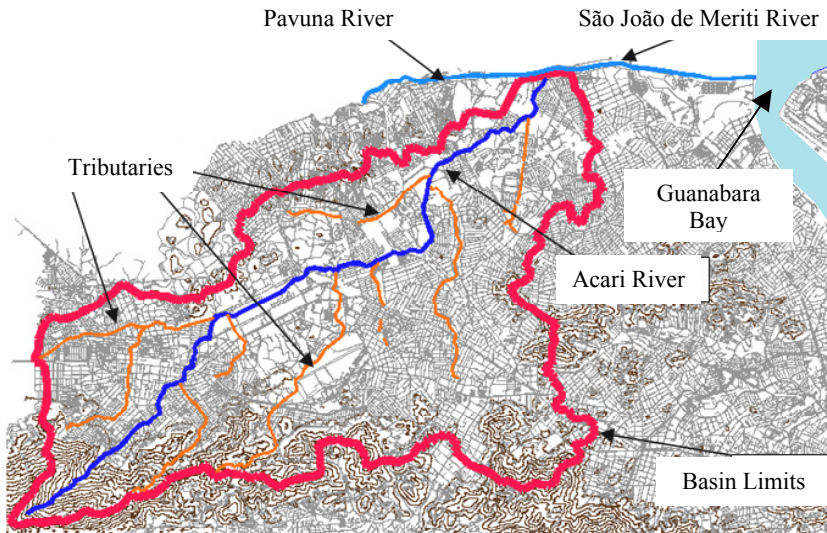 Pavuna River
São João de Meriti River
Tributaries
Guanabara
Bay
Acari River
Basin Limits